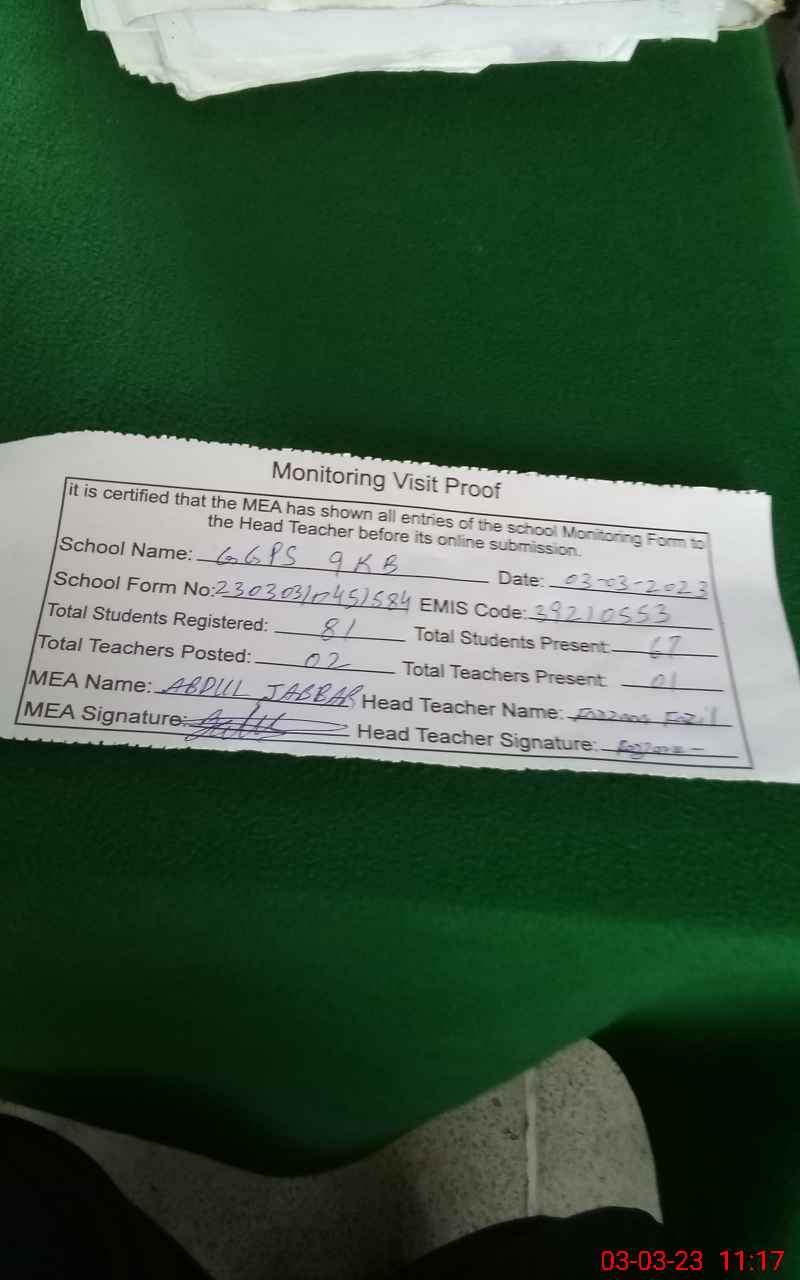 Monitoring Visit Proof
it is certified that the MEA has shown all entries of the school Monitoring Form to
the Head Teacher before its online submission.
School Name: GGPS 9KB Date: 03-03-2023
School Form No: EMIS Code: 39210553
Total Students Registered: 81 Total Students Present: 67
Total Teachers Posted: 02 Total Teachers Present: 01
MEA Name: ABDUL JABBAR Head Teacher Name: Fazil
MEA Signature: Head Teacher Signature:
03-03-23 11:17